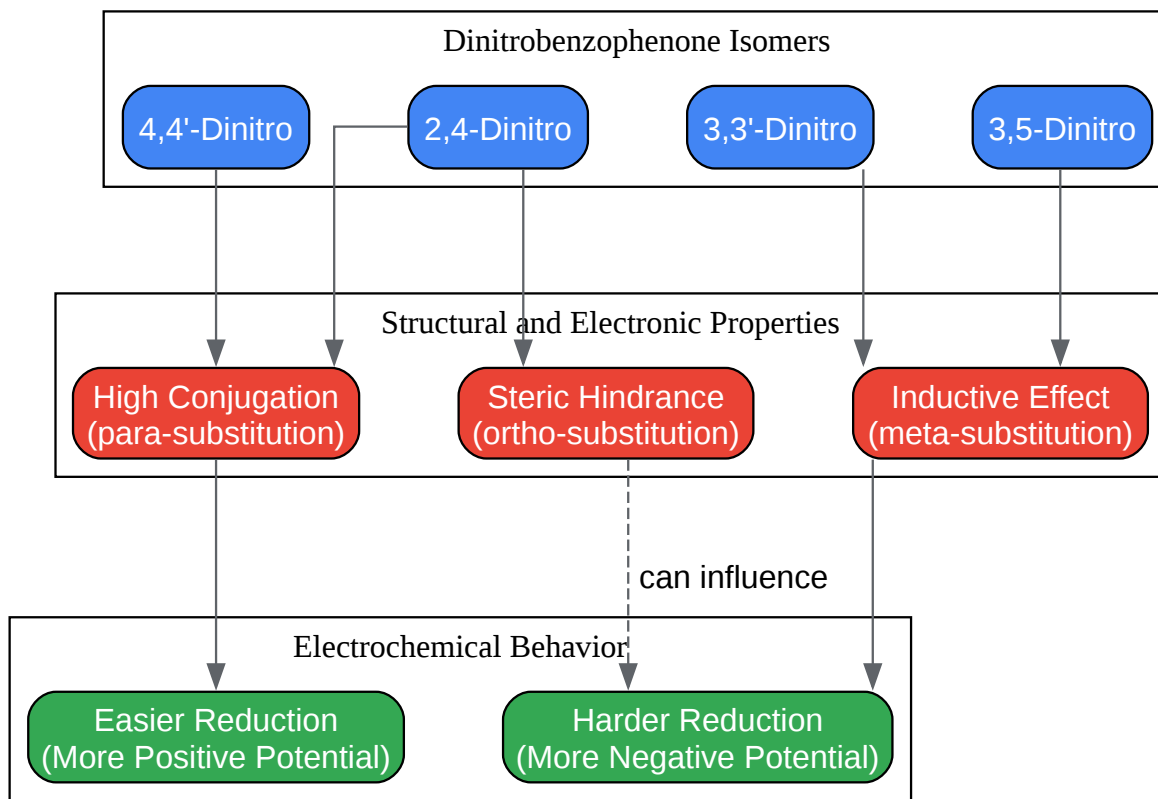 Dinitrobenzophenone Isomers
4,4'-Dinitro
2,4-Dinitro
3,3'-Dinitro
3,5-Dinitro
Structural and Electronic Properties
High Conjugation
(para-substitution)
Steric Hindrance
(ortho-substitution)
Inductive Effect
(meta-substitution)
can influence
Electrochemical Behavior
Easier Reduction
(More Positive Potential)
Harder Reduction
(More Negative Potential)